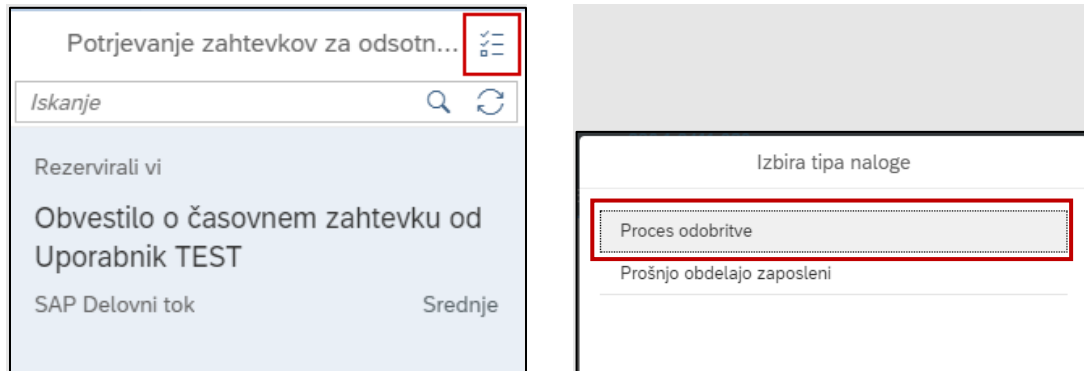 Potrjevanje zahtevkov za odsotn...
Iskanje
Rezervirali vi
Obvestilo o časovnem zahtevku od
Uporabnik TEST
SAP Delovni tok Srednje
Izbira tipa naloge
Proces odobritve
Prošnjo obdelajo zaposleni